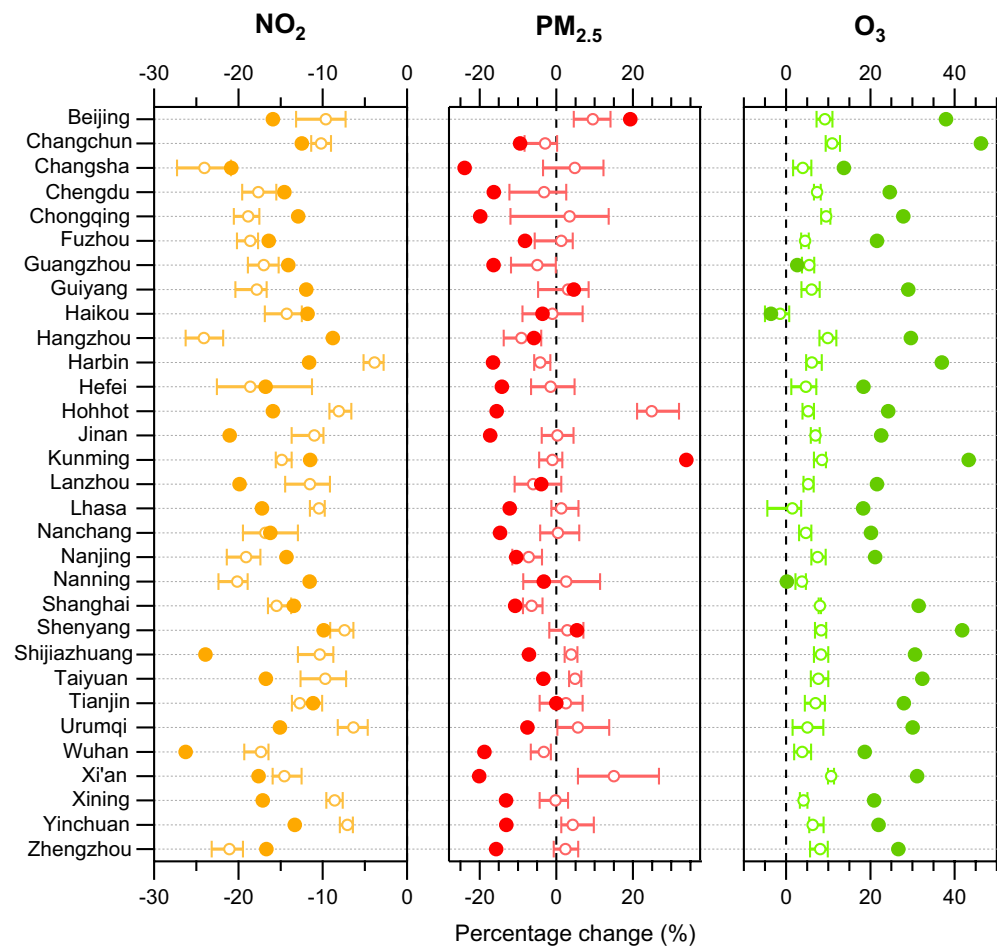 NO2 PM2.5 O3
-30 -20 -10 0 -20 0 20 0 20 40
Beijing
Changchun
Changsha
Chengdu
Chongqing
Fuzhou
Guangzhou
Guiyang
Haikou
Hangzhou
Harbin
Hefei
Hohhot
Jinan
Kunming
Lanzhou
Lhasa
Nanchang
Nanjing
Nanning
Shanghai
Shenyang
Shijiazhuang
Taiyuan
Tianjin
Urumqi
Wuhan
Xi'an
Xining
Yinchuan
Zhengzhou
-30 -20 -10 0 -20 0 20 0 20 40
Percentage change (%)